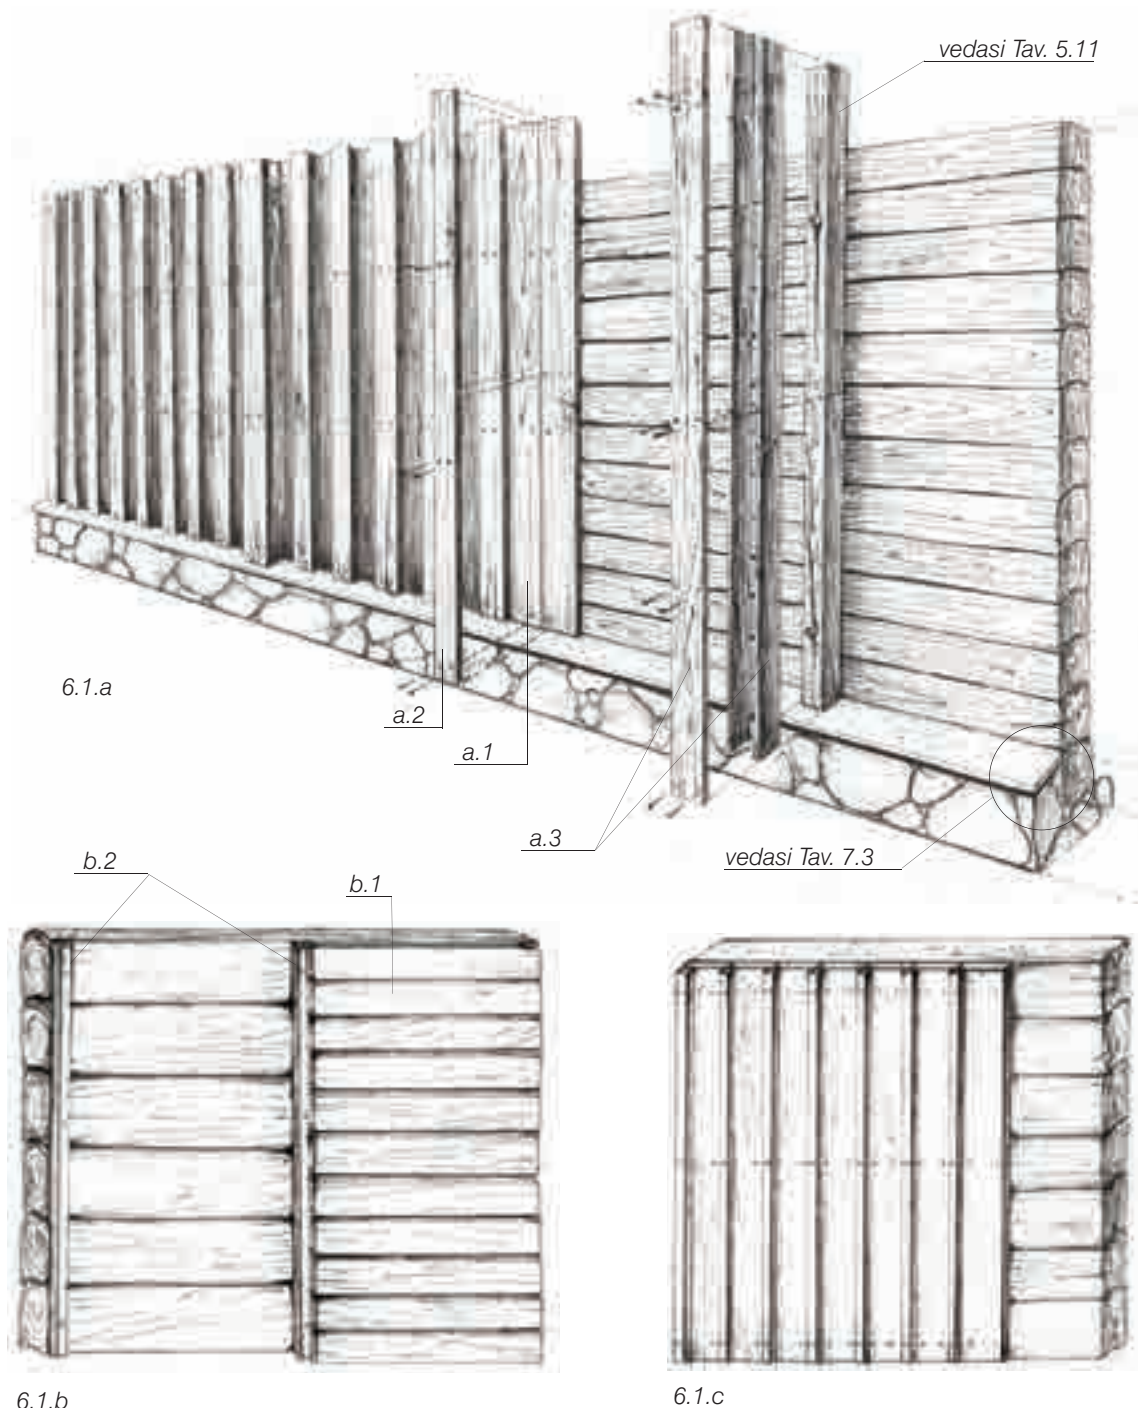 vedasi Tav. 5.11
6.1.a
a.2
a.1
a.3
vedasi Tav. 7.3
b.2
b.1
6.1.b
6.1.c